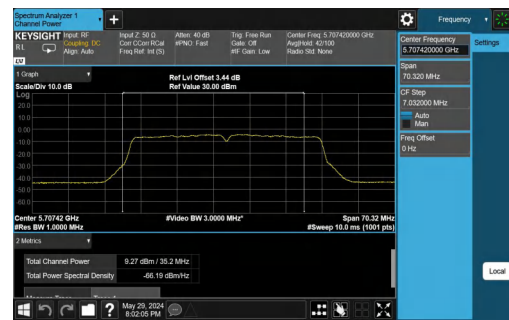 Spectrum Analyzer 1
Channel Power
Frequency
KEYSIGHT
Input: RF
Coupling: DC
Align: Auto
R L
Input Z: 50 Ω
Corr CCorr RCal
Freq Ref: Int (S)
Atten: 40 dB
#PNO: Fast
Trig: Free Run
Gate: Off
#IF Gain: Low
Center Freq: 5.707420000 GHz
Avg|Hold: 42/100
Radio Std: None
Center Frequency
5.707420000 GHz
Settings
Span
70.320 MHz
CF Step
7.032000 MHz
Auto
Man
Freq Offset
0 Hz
Local
1 Graph
Scale/Div 10.0 dB
Ref Lvl Offset 3.44 dB
Ref Value 30.00 dBm
Log
20.0
10.0
0.00
-10.0
-20.0
-30.0
-40.0
-50.0
-60.0
Center 5.70742 GHz
#Res BW 1.0000 MHz
#Video BW 3.0000 MHz*
Span 70.32 MHz
#Sweep 10.0 ms (1001 pts)
2 Metrics
Total Channel Power 9.27 dBm / 35.2 MHz
Total Power Spectral Density -66.19 dBm/Hz
May 29, 2024
8:02:05 PM